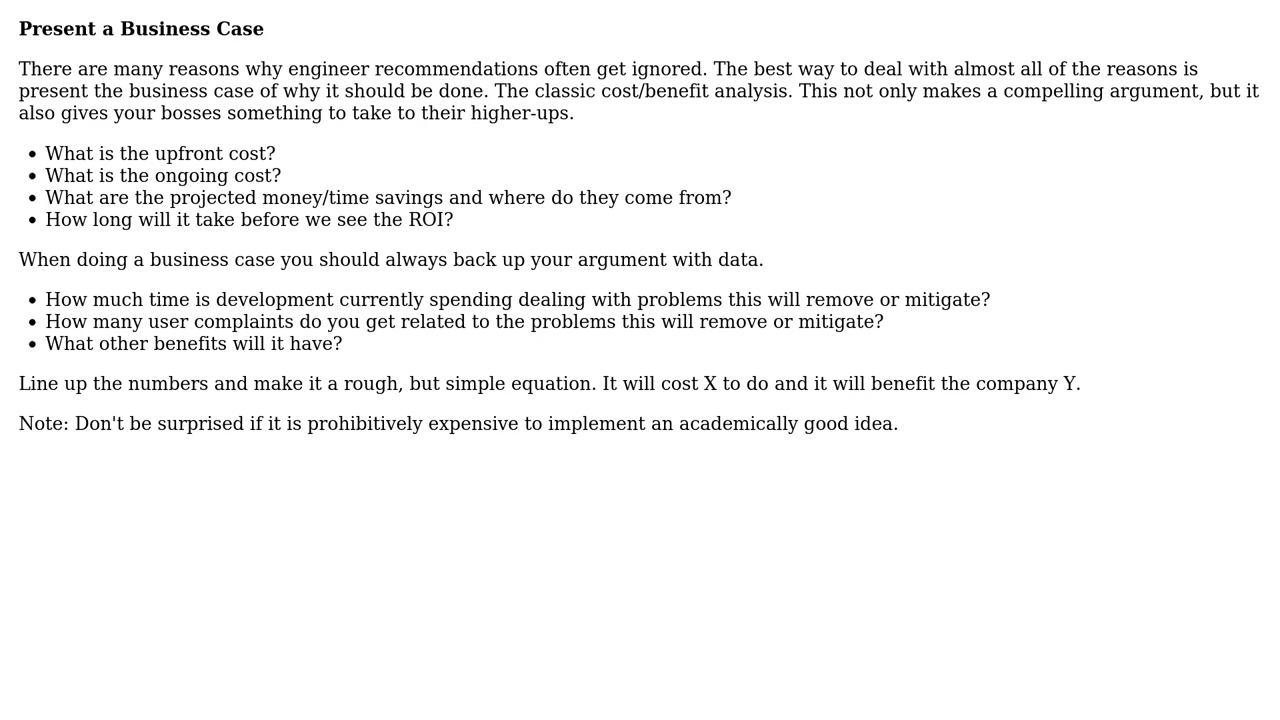 Present a Business Case
There are many reasons why engineer recommendations often get ignored. The best way to deal with almost all of the reasons is
present the business case of why it should be done. The classic cost/benefit analysis. This not only makes a compelling argument, but it
also gives your bosses something to take to their higher-ups.
• What is the upfront cost?
• What is the ongoing cost?
• What are the projected money/time savings and where do they come from?
• How long will it take before we see the ROI?
When doing a business case you should always back up your argument with data.
• How much time is development currently spending dealing with problems this will remove or mitigate?
• How many user complaints do you get related to the problems this will remove or mitigate?
• What other benefits will it have?
Line up the numbers and make it a rough, but simple equation. It will cost X to do and it will benefit the company Y.
Note: Don't be surprised if it is prohibitively expensive to implement an academically good idea.